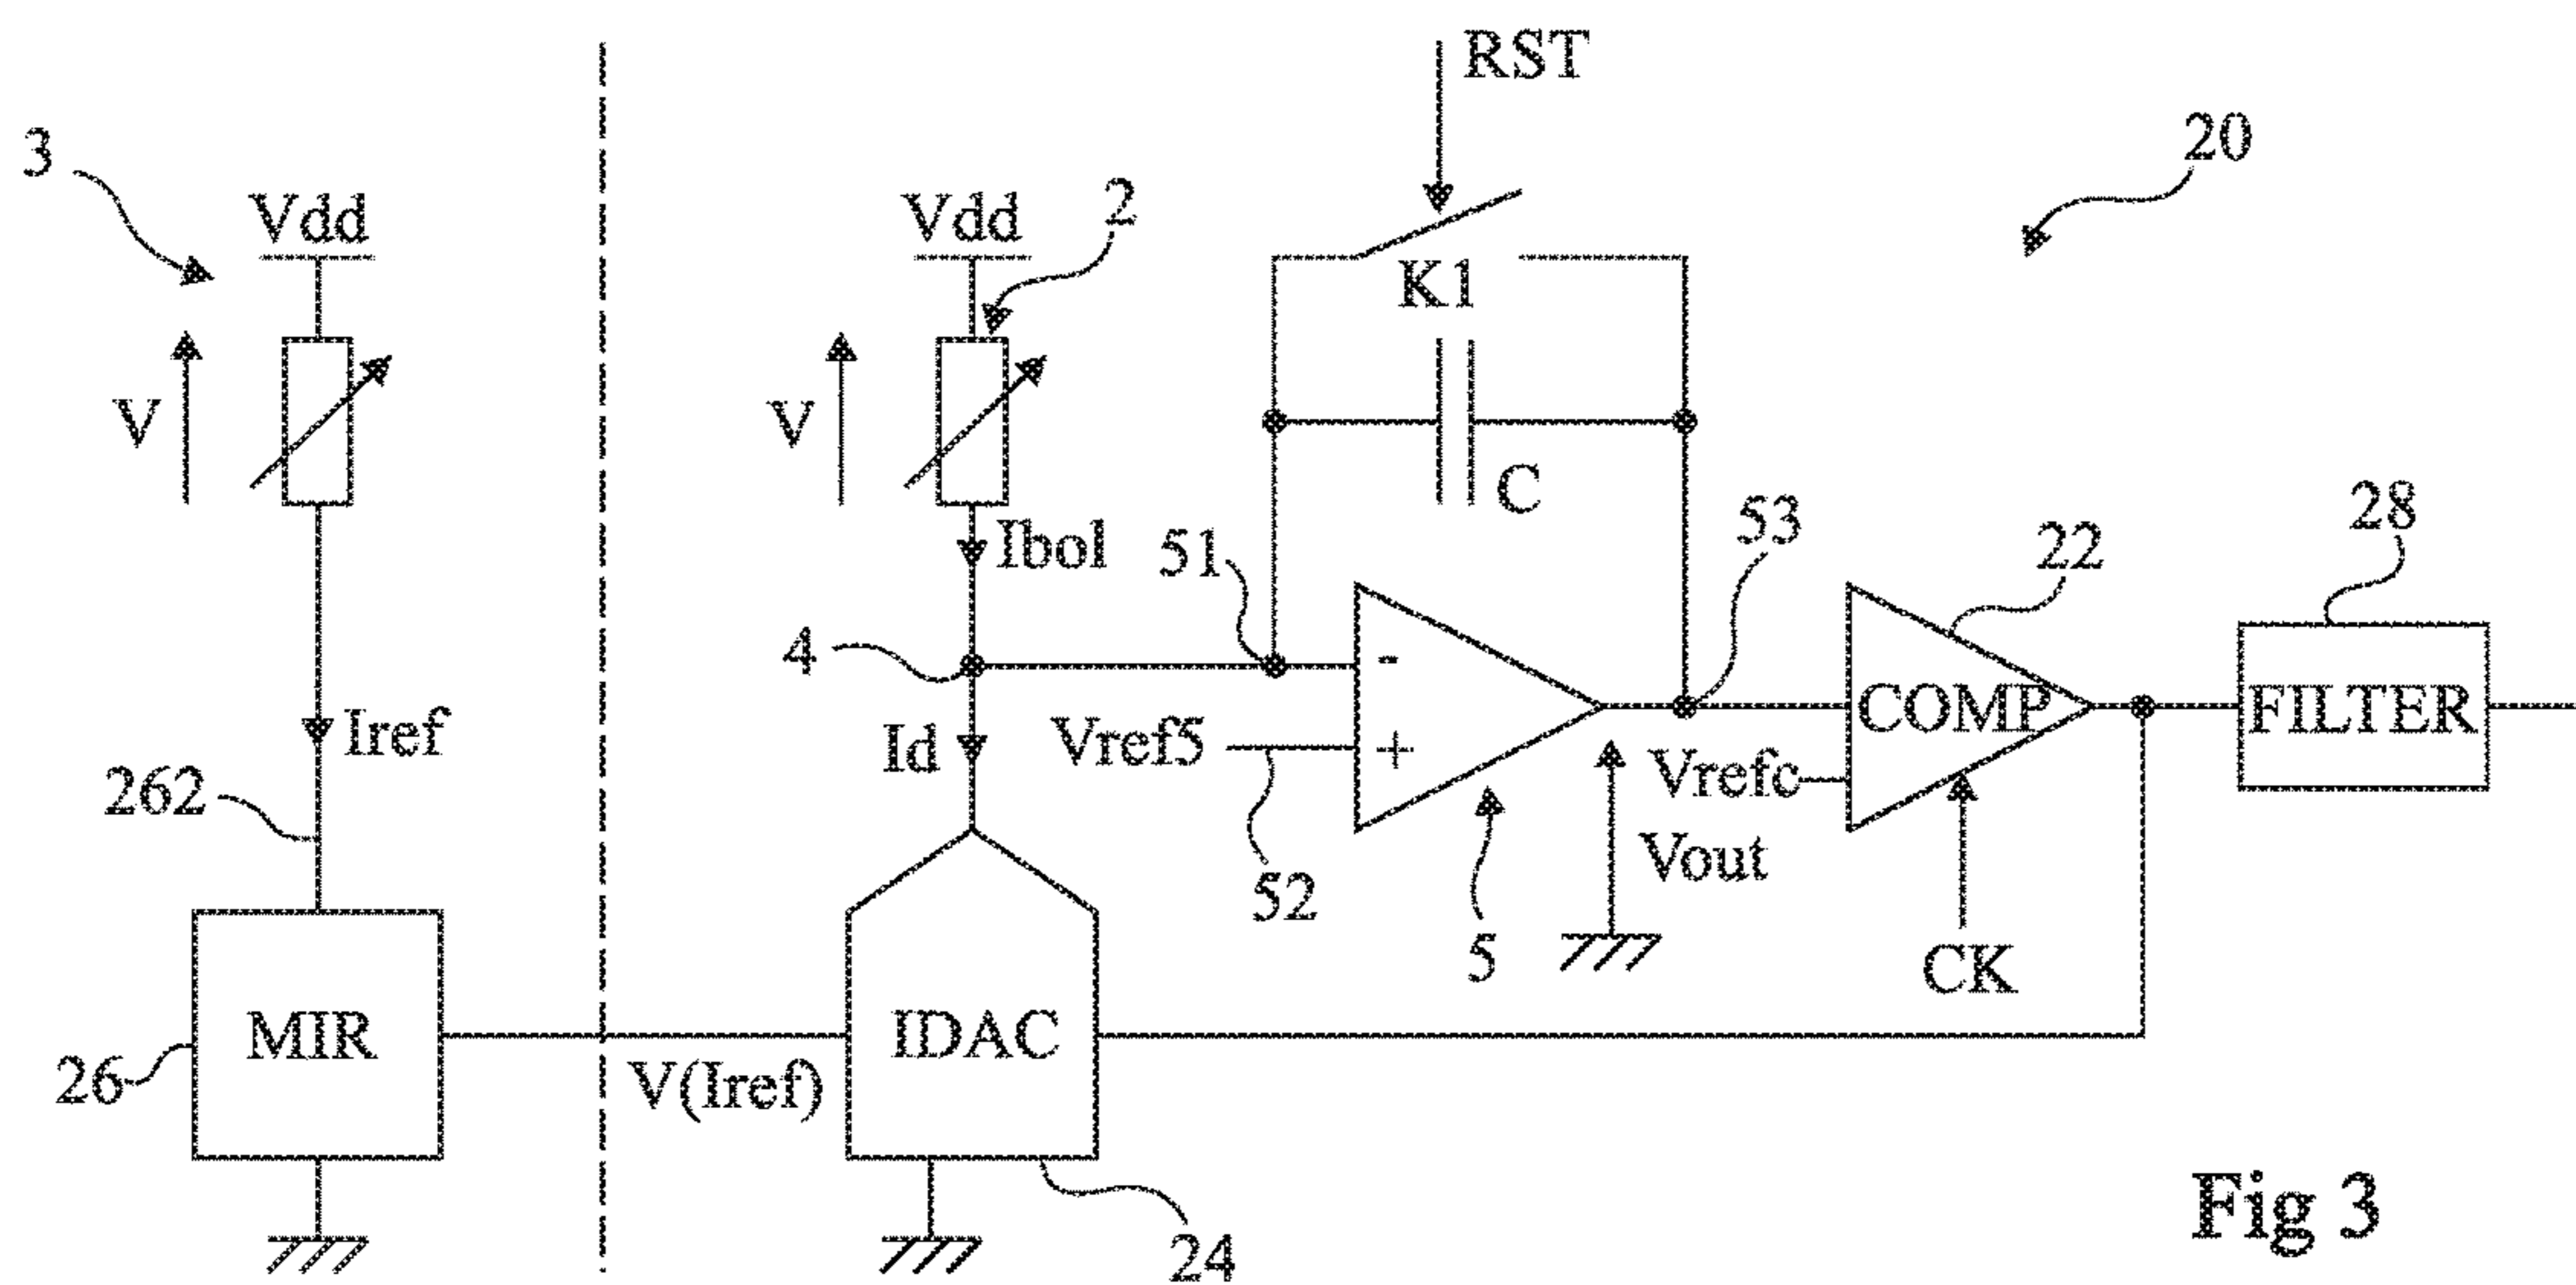 RST
3
20
Vdd
Vdd
2
K1
V
V
C
28
53
22
51
Ibol
4
-
COMP
FILTER
Iref
Id
Vref5
+
Vrefc
262
52
Vout
5
CK
MIR
IDAC
26
V(Iref)
Fig 3
24